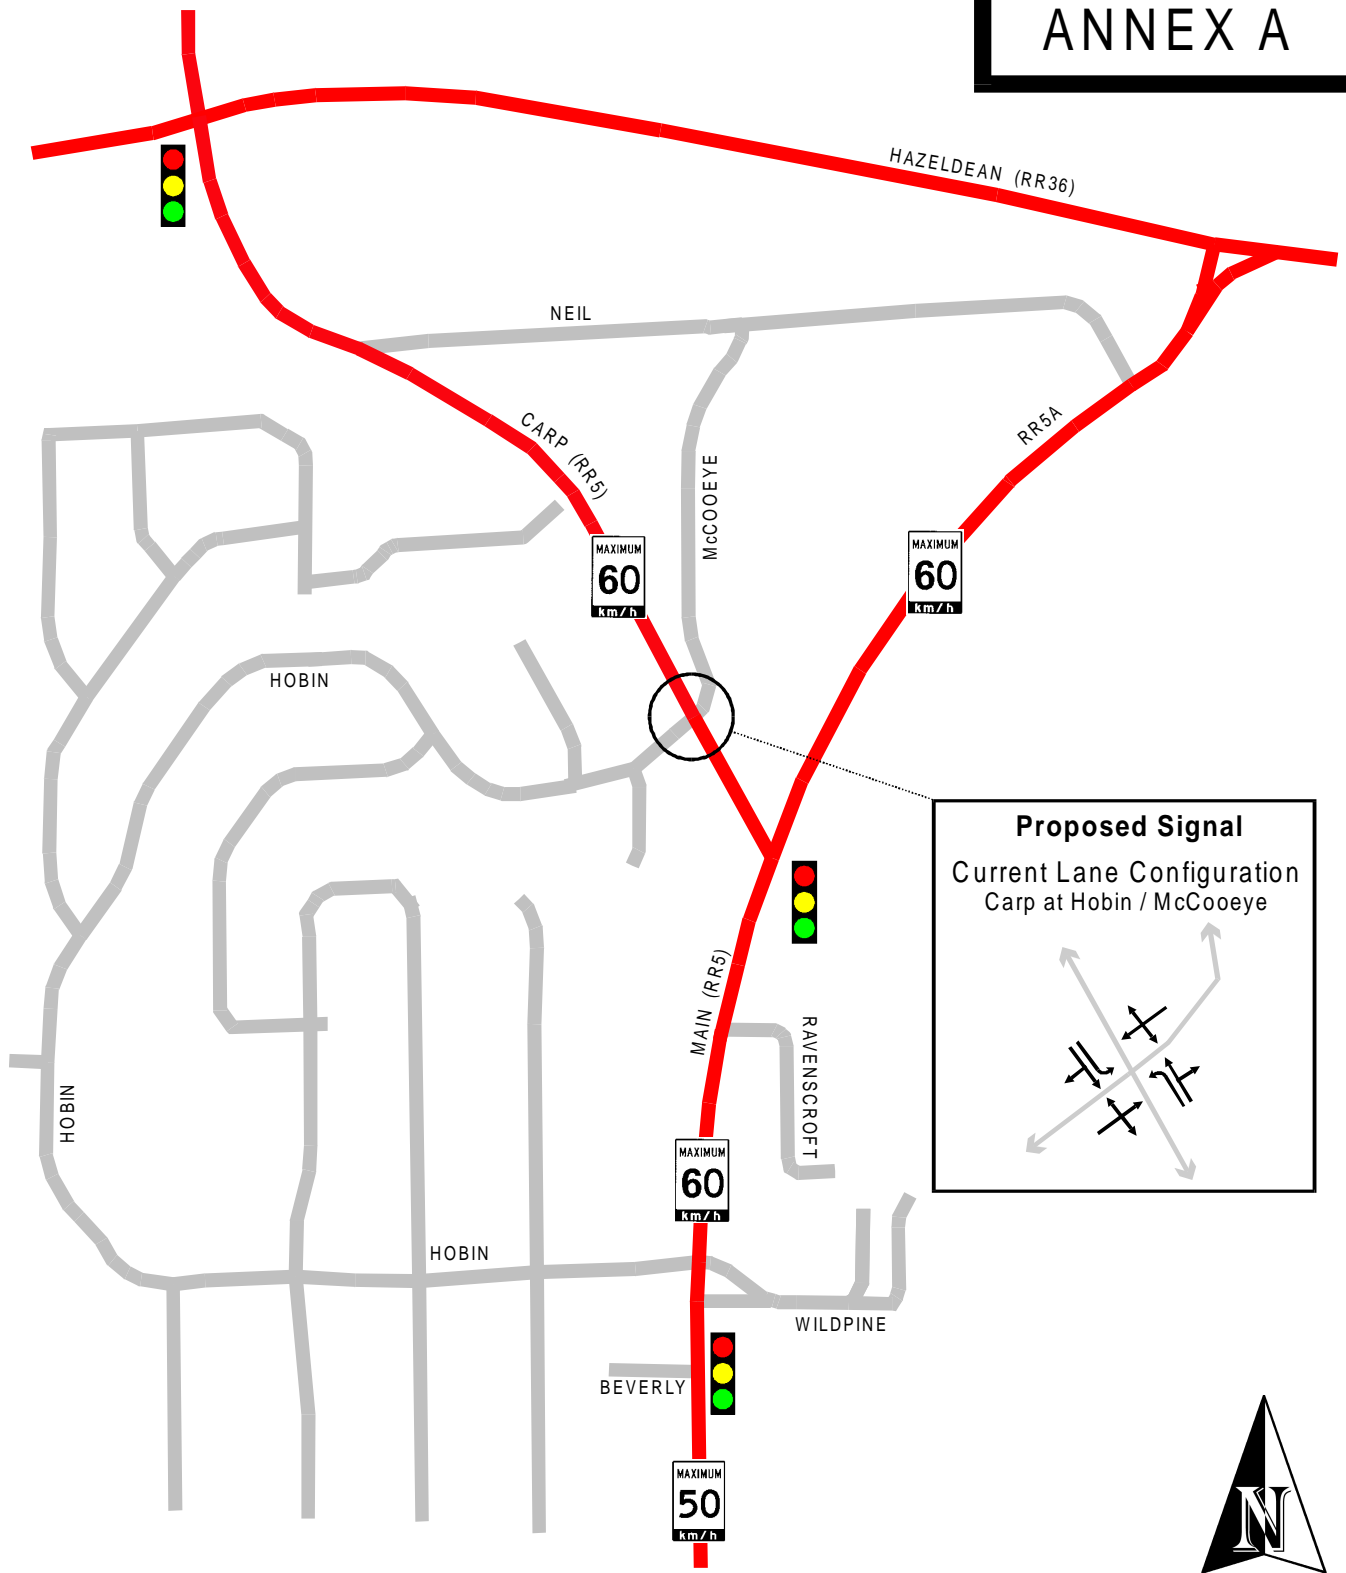 ANNEX A
HAZELDEAN (RR36)
NEIL
CARP (RR5)
RR5A
McCOOEYE
MAXIMUM
60
km/h
MAXIMUM
60
km/h
HOBIN
Proposed Signal
Current Lane Configuration
Carp at Hobin / McCooeye
MAIN (RR5)
RAVENSCROFT
HOBIN
MAXIMUM
60
km/h
HOBIN
WILDPINE
BEVERLY
MAXIMUM
50
km/h
N